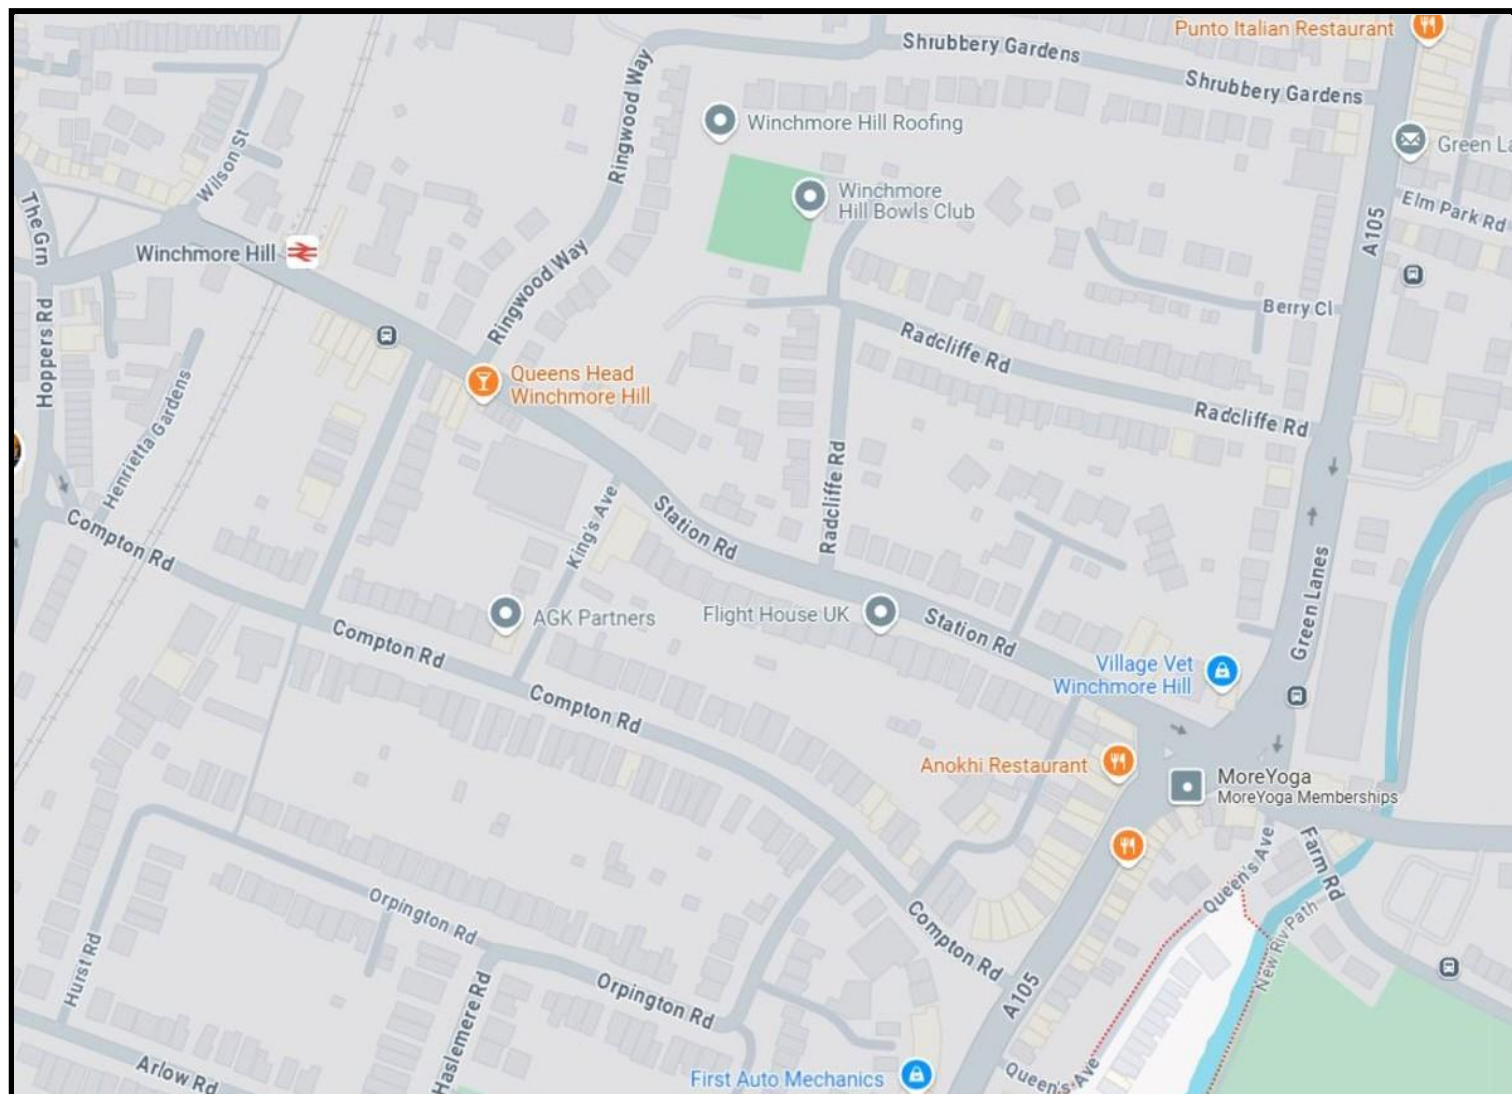 Punto Italian Restaurant
Shrubbery Gardens
Shrubbery Gardens
Ringwood Way
Winchmore Hill Roofing
Green La
Wilson St
Winchmore
Hill Bowls Club
Elm Park Rd
The Grn
A105
Winchmore Hill
Ringwood Way
Berry Cl
Hoppers Rd
Radcliffe Rd
Queens Head
Winchmore Hill
Henrietta Gardens
Radcliffe Rd
Radcliffe Rd
Station Rd
King's Ave
Compton Rd
Green Lanes
AGK Partners
Flight House UK
Station Rd
Compton Rd
Village Vet
Winchmore Hill
Compton Rd
Anokhi Restaurant
MoreYoga
MoreYoga Memberships
Queen's Ave
Farm Rd
Orpington Rd
Compton Rd
New Riv Path
Hurst Rd
Orpington Rd
A105
Haslemere Rd
Arlow Rd
First Auto Mechanics
Queen's Ave